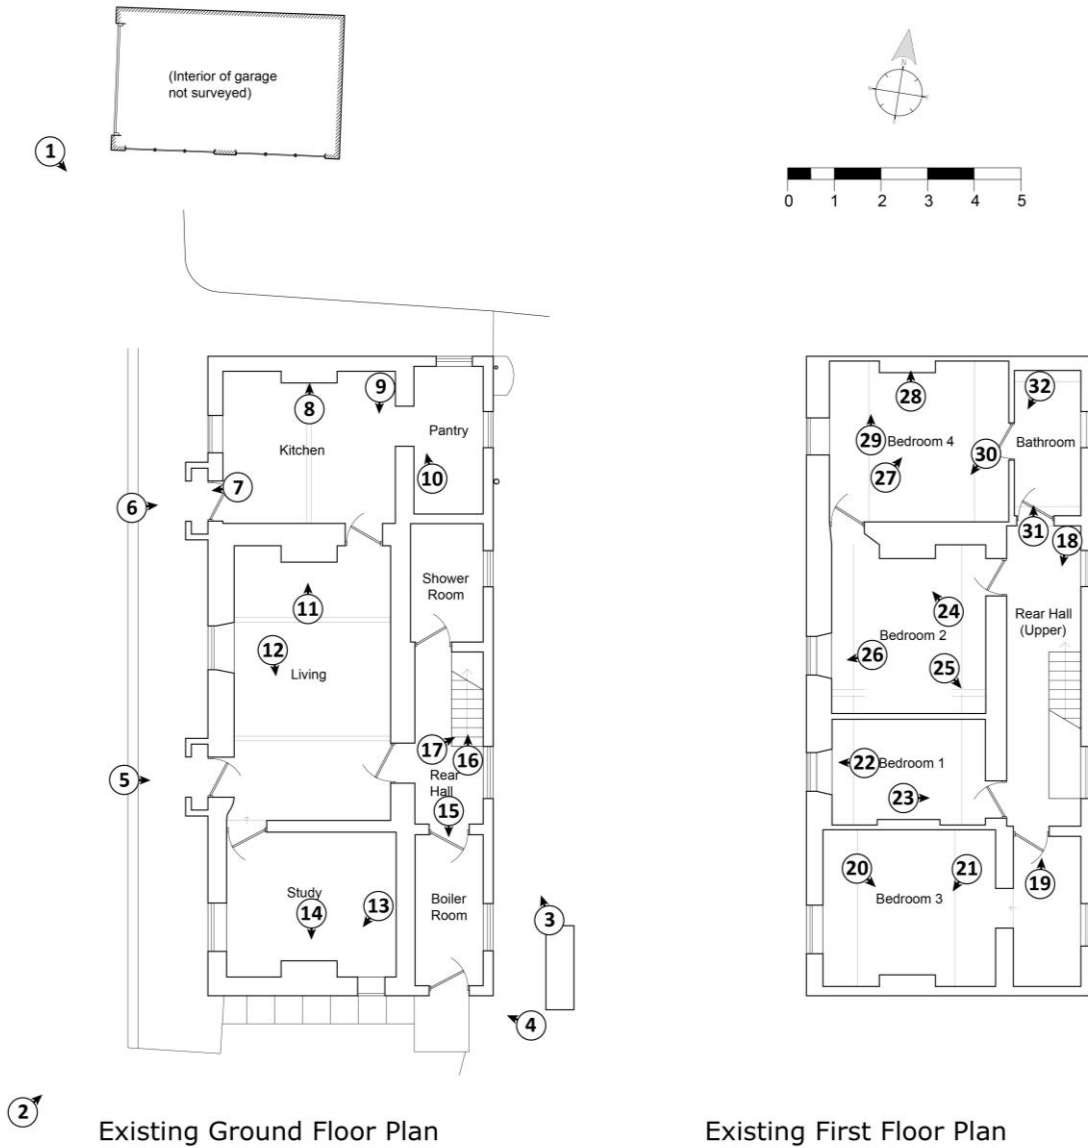 (Interior of garage
not surveyed)
N
1
0 1 2 3 4 5
9
8
Pantry
Kitchen
10
7
6
Shower
Room
11
12
Living
17
16
Rear
Hall
5
15
Study
13
14
Boiler
Room
3
4
2
32
28
29
Bedroom 4
Bathroom
30
27
31
18
24
Rear Hall
(Upper)
Bedroom 2
26
25
22
Bedroom 1
23
20
21
19
Bedroom 3
Existing Ground Floor Plan
Existing First Floor Plan